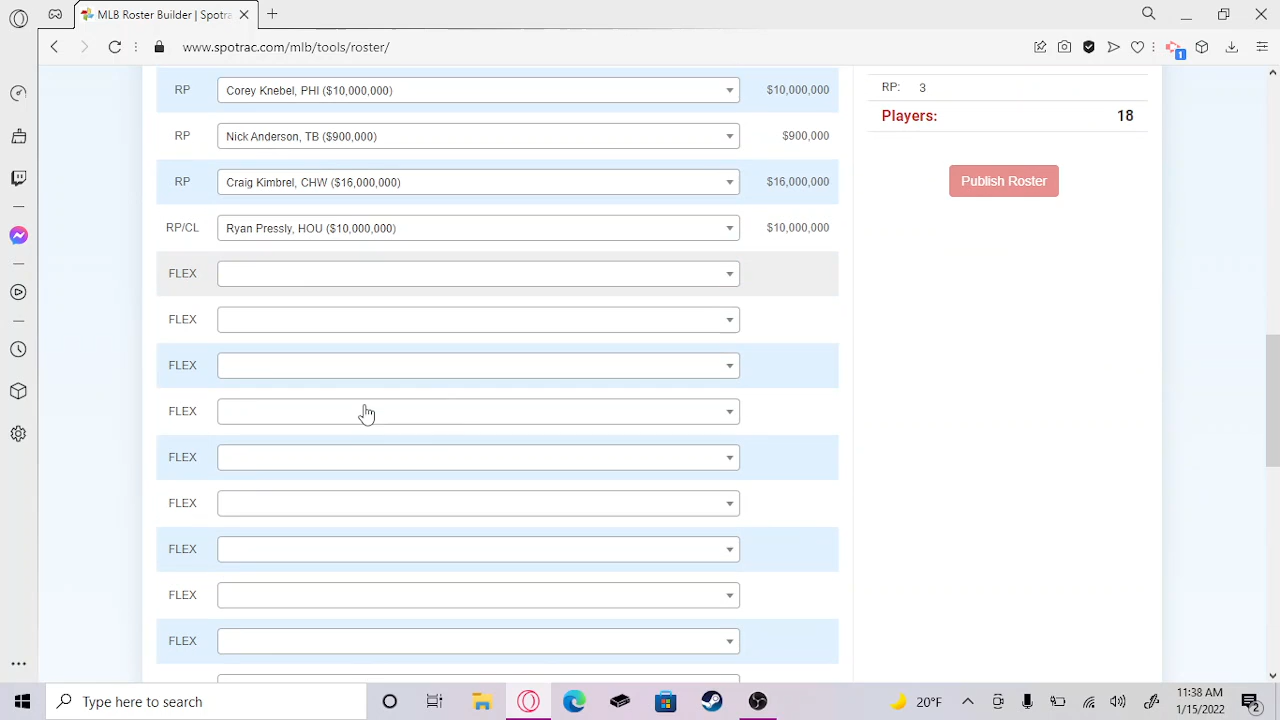 MLB Roster Builder | Spotra
www.spotrac.com/mlb/tools/roster/
1
RP Corey Knebel, PHI ($10,000,000) $10,000,000
RP Nick Anderson, TB ($900,000) $900,000
RP Craig Kimbrel, CHW ($16,000,000) $16,000,000
RP/CL Ryan Pressly, HOU ($10,000,000) $10,000,000
FLEX
FLEX
FLEX
FLEX
FLEX
FLEX
FLEX
FLEX
FLEX
RP: 3
Players: 18
Publish Roster
Type here to search
20°F
11:38 AM
1/15/2022
2